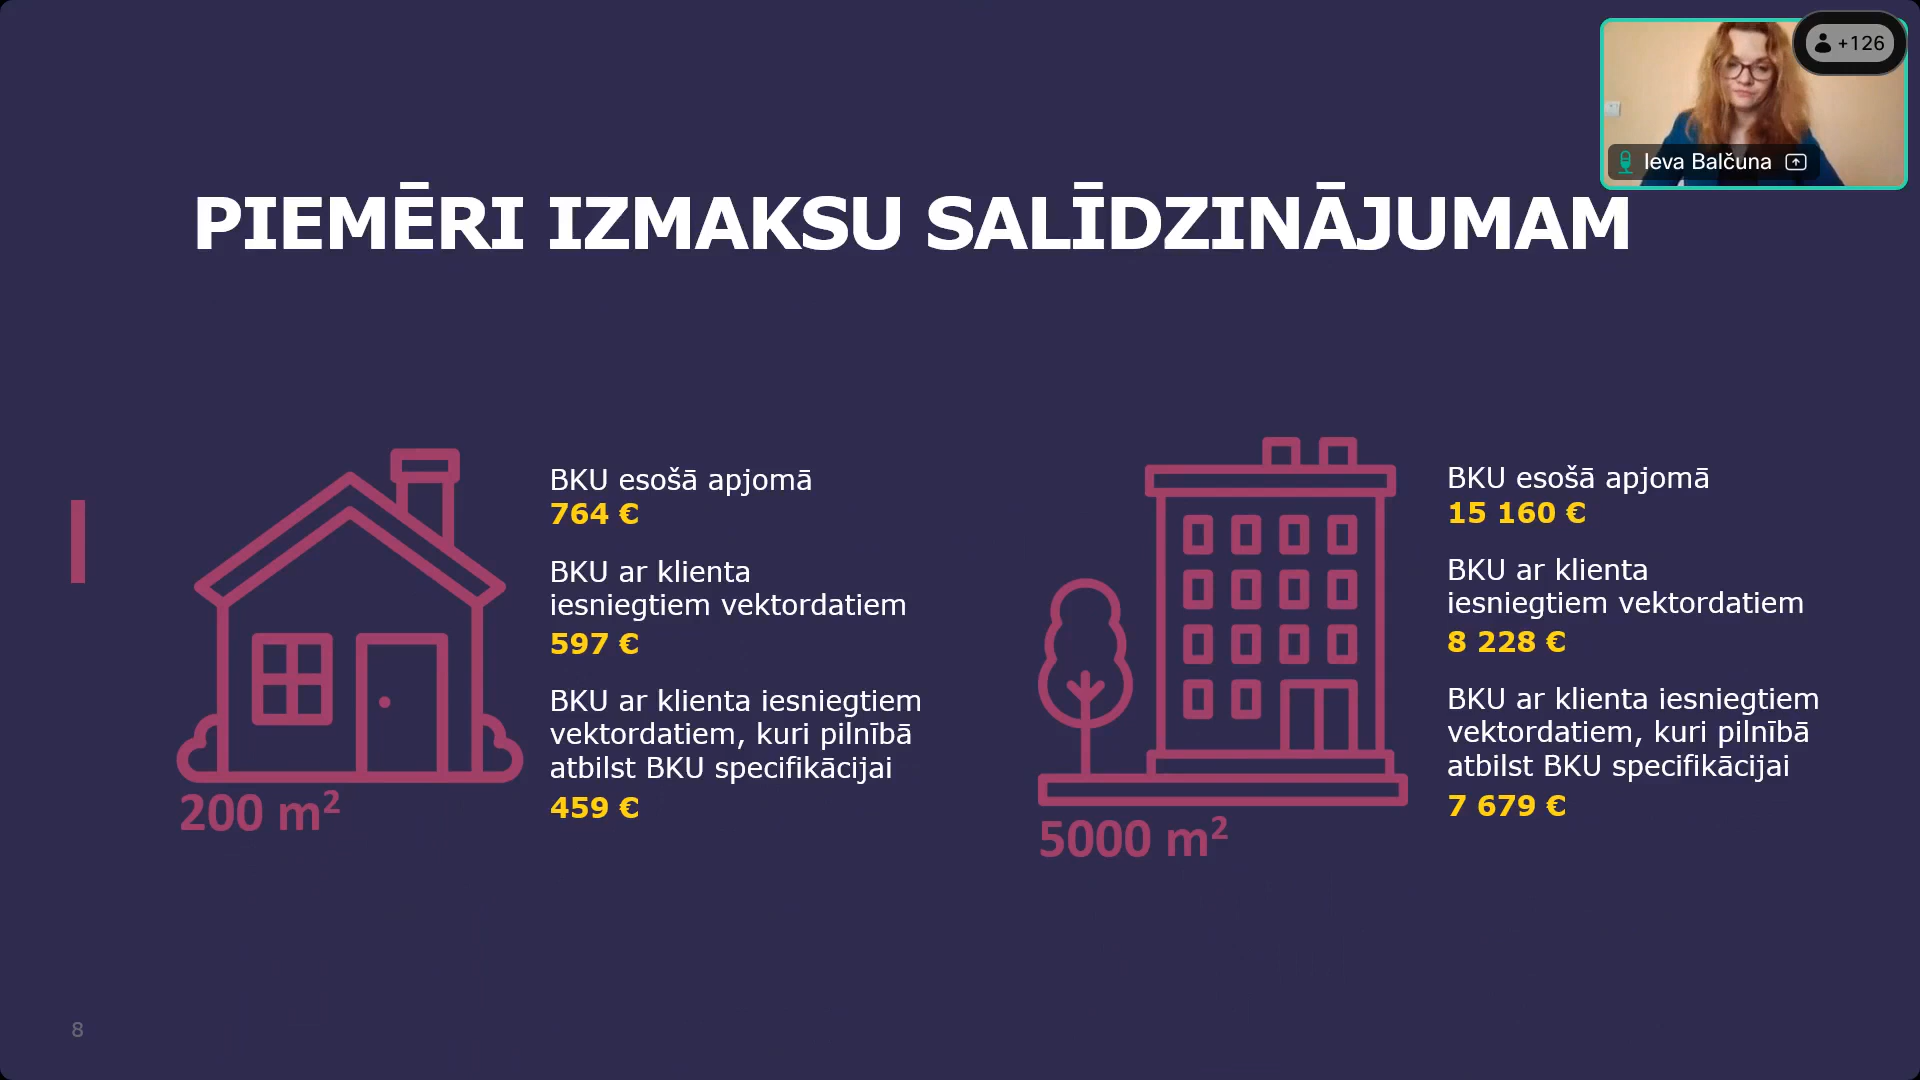 +126
Ieva Balčuna
PIEMĒRI IZMAKSU SALĪDZINĀJUMAM
BKU esošā apjomā
764 €
BKU ar klienta
iesniegtiem vektordatiem
597 €
BKU ar klienta iesniegtiem
vektordatiem, kuri pilnībā
atbilst BKU specifikācijai
459 €
200 m²
BKU esošā apjomā
15 160 €
BKU ar klienta
iesniegtiem vektordatiem
8 228 €
BKU ar klienta iesniegtiem
vektordatiem, kuri pilnībā
atbilst BKU specifikācijai
7 679 €
5000 m²
8